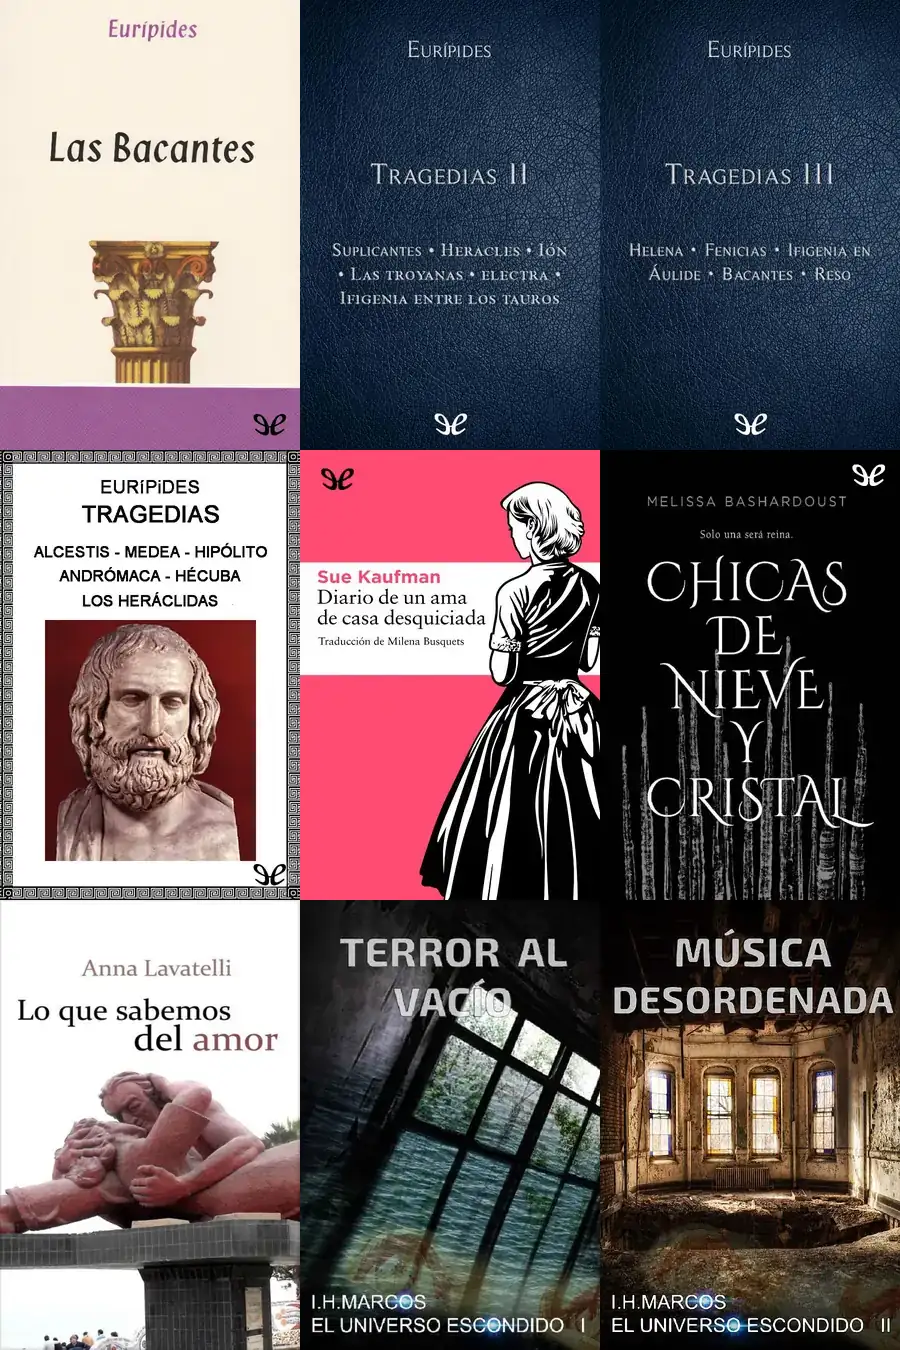 Eurípides
Las Bacantes
Eurípides
Tragedias II
Suplicantes • Heracles • Ión
• Las troyanas • electra •
Ifigenia entre los tauros
Eurípides
Tragedias III
Helena • Fenicias • Ifigenia en
Áulide • Bacantes • Reso
EURíPiDES
TRAGEDIAS
ALCESTIS - MEDEA - HIPÓLITO
ANDRÓMACA - HÉCUBA
LOS HERÁCLIDAS
Sue Kaufman
Diario de un ama
de casa desquiciada
Traducción de Milena Busquets
MELISSA BASHARDOUST
Solo una será reina.
CHICAS
DE
NIEVE
Y
CRISTAL
Anna Lavatelli
Lo que sabemos
del amor
TERROR AL
VACÍO
I.H.MARCOS
EL UNIVERSO ESCONDIDO I
MÚSICA
DESORDENADA
I.H.MARCOS
EL UNIVERSO ESCONDIDO II